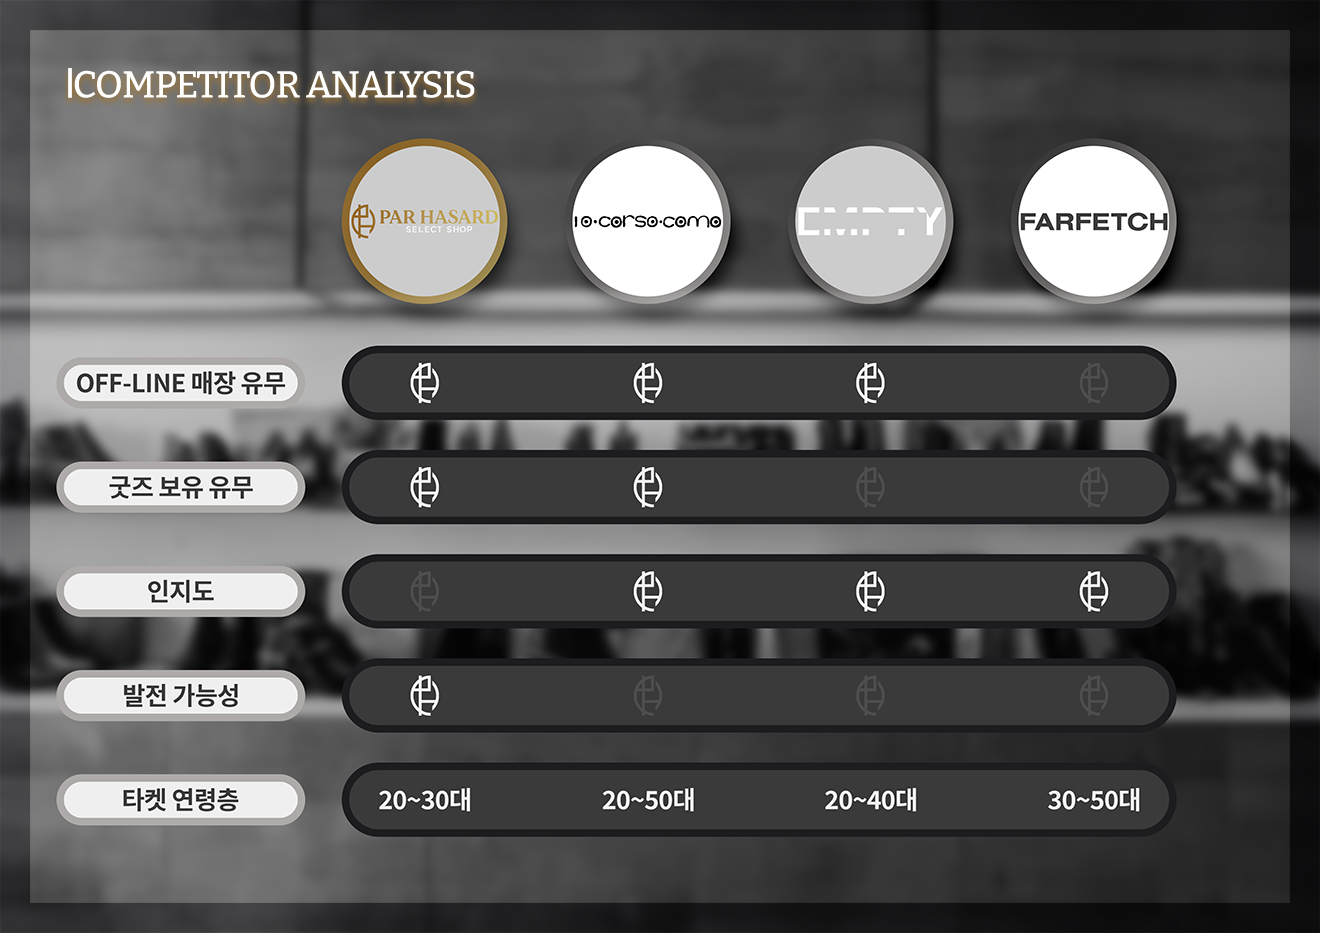 |COMPETITOR ANALYSIS
PAR HASARD
SELECT SHOP
10·corso·como
EMPTY
FARFETCH
OFF-LINE 매장 유무
굿즈 보유 유무
인지도
발전 가능성
타켓 연령층
20~30대
20~50대
20~40대
30~50대